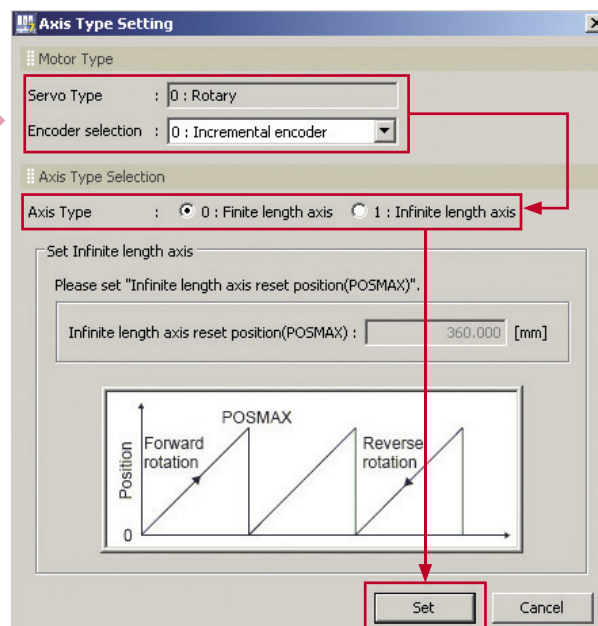 Axis Type Setting
Motor Type
Servo Type : 0 : Rotary
Encoder selection : 0 : Incremental encoder
Axis Type Selection
Axis Type : 0 : Finite length axis 1 : Infinite length axis
Set Infinite length axis
Please set "Infinite length axis reset position(POSMAX)".
Infinite length axis reset position(POSMAX) : 360.000 [mm]
POSMAX
Forward rotation
Reverse rotation
Position
0
Set Cancel